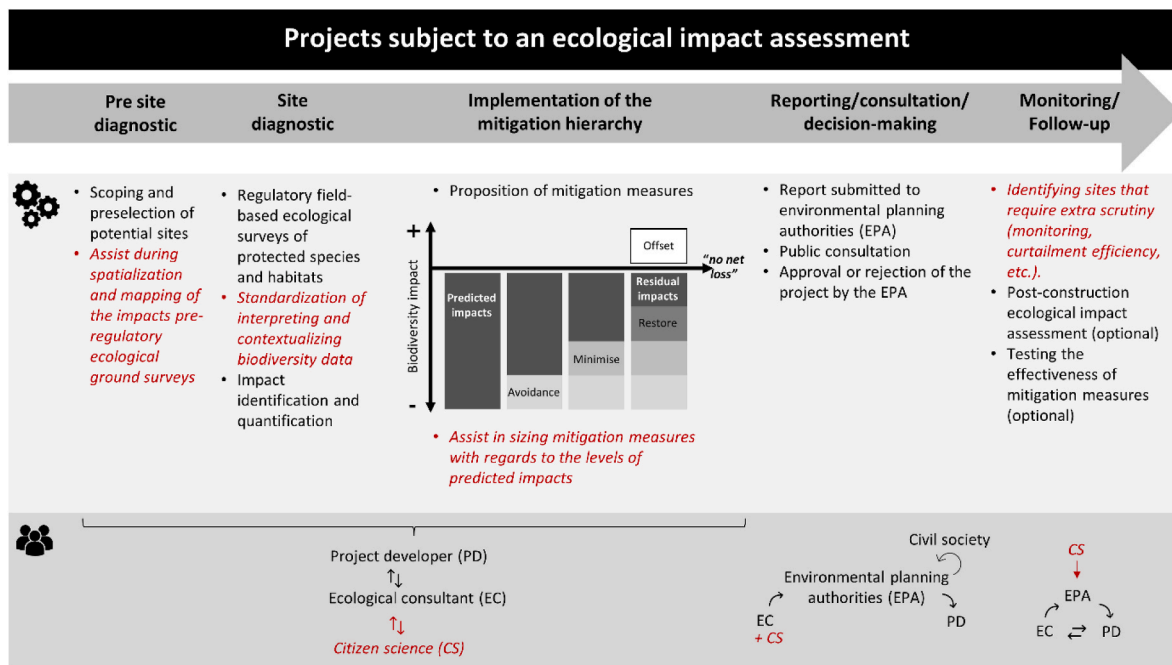 Projects subject to an ecological impact assessment
Pre site
diagnostic
Site
diagnostic
Implementation of the
mitigation hierarchy
Reporting/consultation/
decision-making
Monitoring/
Follow-up
• Scoping and
preselection of
potential sites
• Assist during
spatialization
and mapping of
the impacts pre-
regulatory
ecological
ground surveys
• Regulatory field-
based ecological
surveys of
protected species
and habitats
• Standardization of
interpreting and
contextualizing
biodiversity data
• Impact
identification and
quantification
• Proposition of mitigation measures
Biodiversity impact
+
-
Predicted
impacts
Avoidance
Minimise
Offset
Residual
impacts
Restore
"no net
loss"
• Assist in sizing mitigation measures
with regards to the levels of
predicted impacts
• Report submitted to
environmental planning
authorities (EPA)
• Public consultation
• Approval or rejection of the
project by the EPA
• Identifying sites that
require extra scrutiny
(monitoring,
curtailment efficiency,
etc.).
• Post-construction
ecological impact
assessment (optional)
• Testing the
effectiveness of
mitigation measures
(optional)
Project developer (PD)
Ecological consultant (EC)
Citizen science (CS)
Civil society
Environmental planning
authorities (EPA)
EC
+ CS
PD
CS
EPA
EC
PD